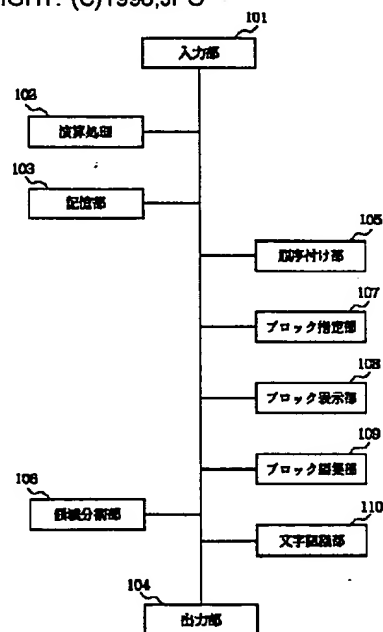 (C)1998,JPO
101
入力部
102
演算処理
103
記憶部
105
順序付け部
107
ブロック指定部
108
ブロック表示部
109
ブロック編集部
106
領域分割部
110
文字認識部
104
出力部